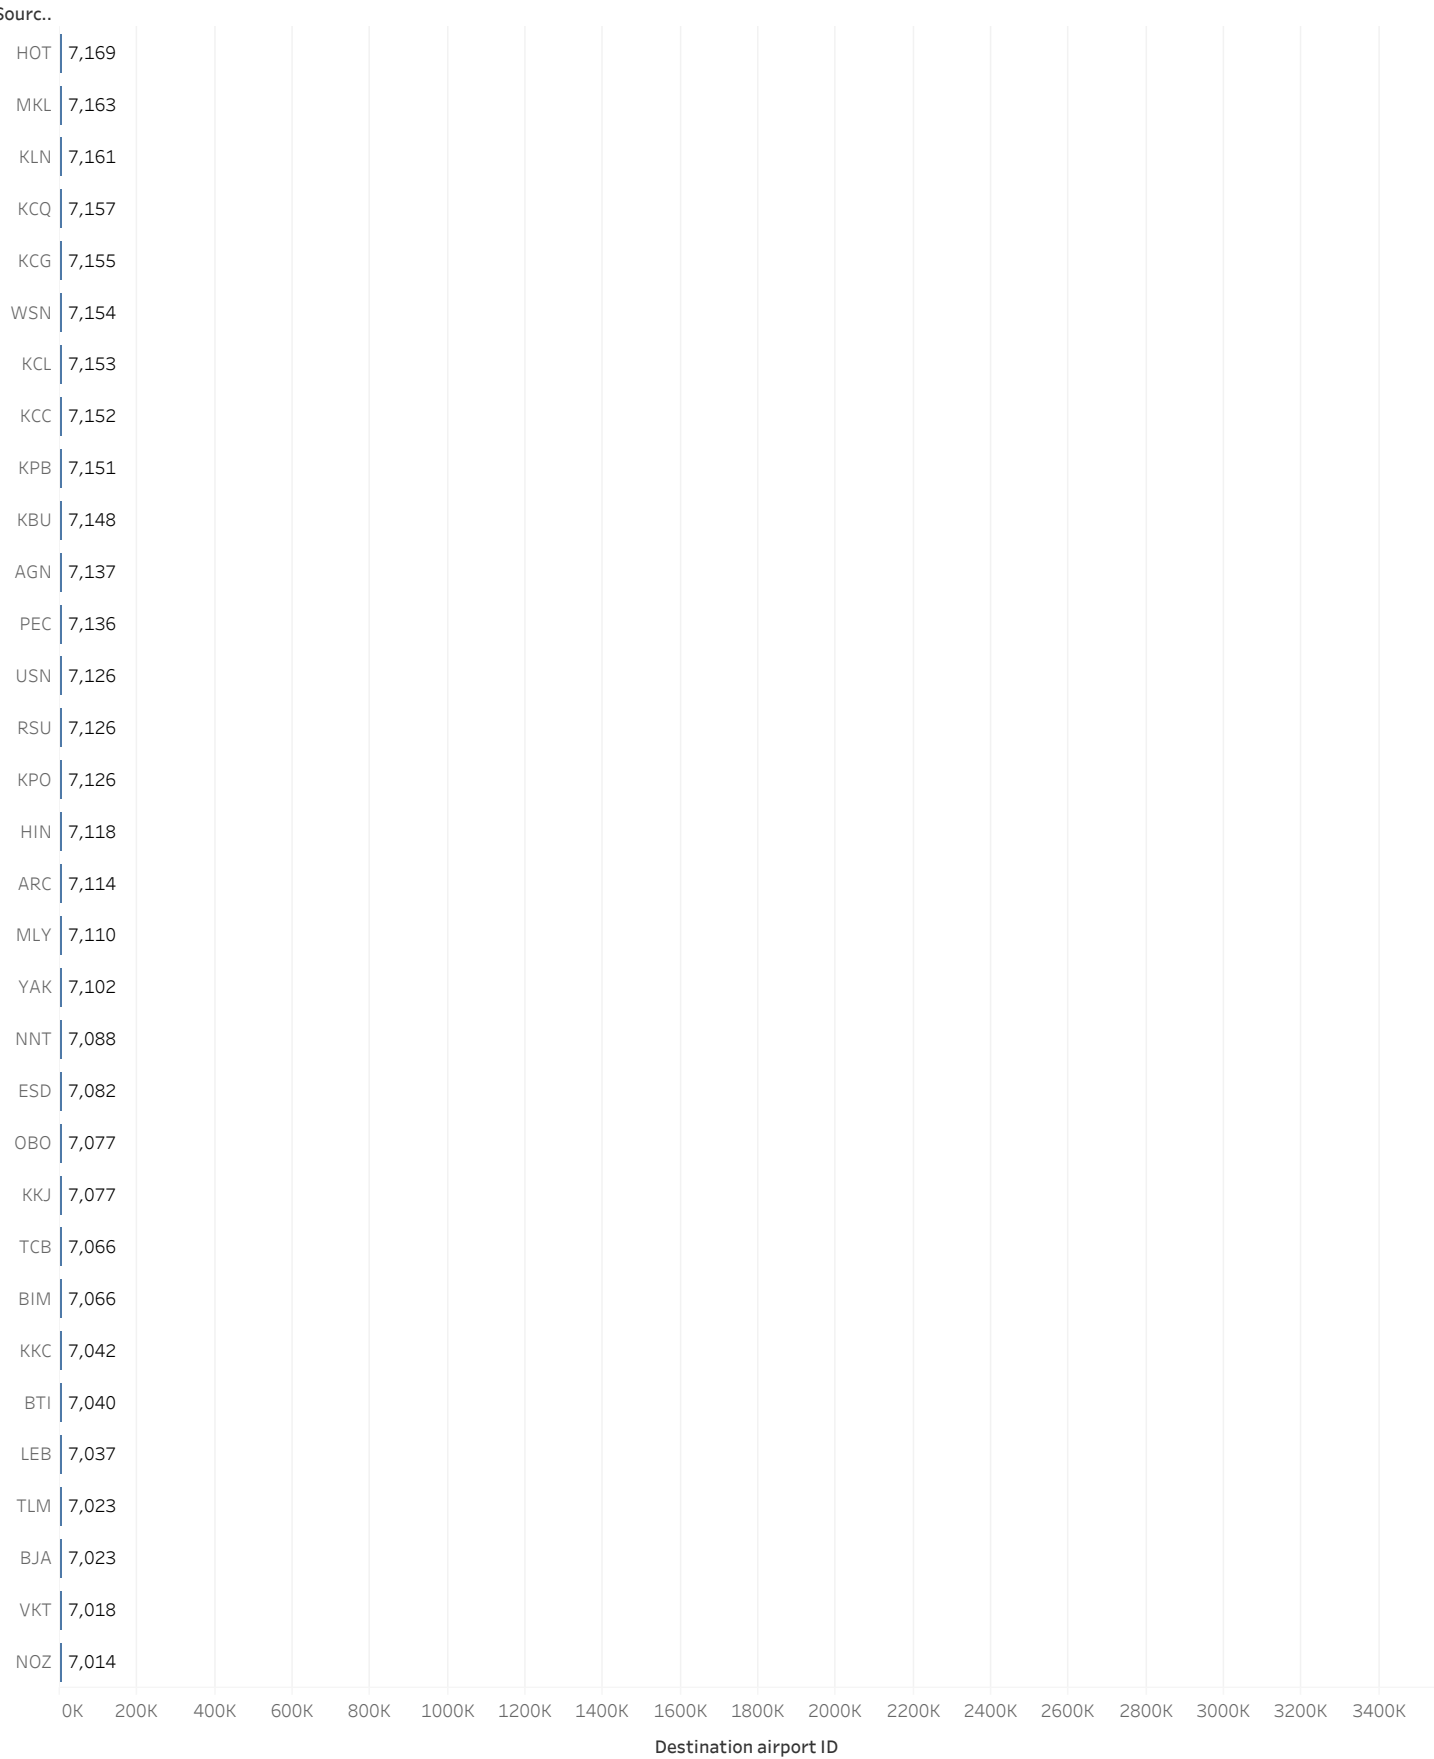 Sourc..
HOT 7,169
MKL 7,163
KLN 7,161
KCQ 7,157
KCG 7,155
WSN 7,154
KCL 7,153
KCC 7,152
KPB 7,151
KBU 7,148
AGN 7,137
PEC 7,136
USN 7,126
RSU 7,126
KPO 7,126
HIN 7,118
ARC 7,114
MLY 7,110
YAK 7,102
NNT 7,088
ESD 7,082
OBO 7,077
KKJ 7,077
TCB 7,066
BIM 7,066
KKC 7,042
BTI 7,040
LEB 7,037
TLM 7,023
BJA 7,023
VKT 7,018
NOZ 7,014
0K 200K 400K 600K 800K 1000K 1200K 1400K 1600K 1800K 2000K 2200K 2400K 2600K 2800K 3000K 3200K 3400K
Destination airport ID